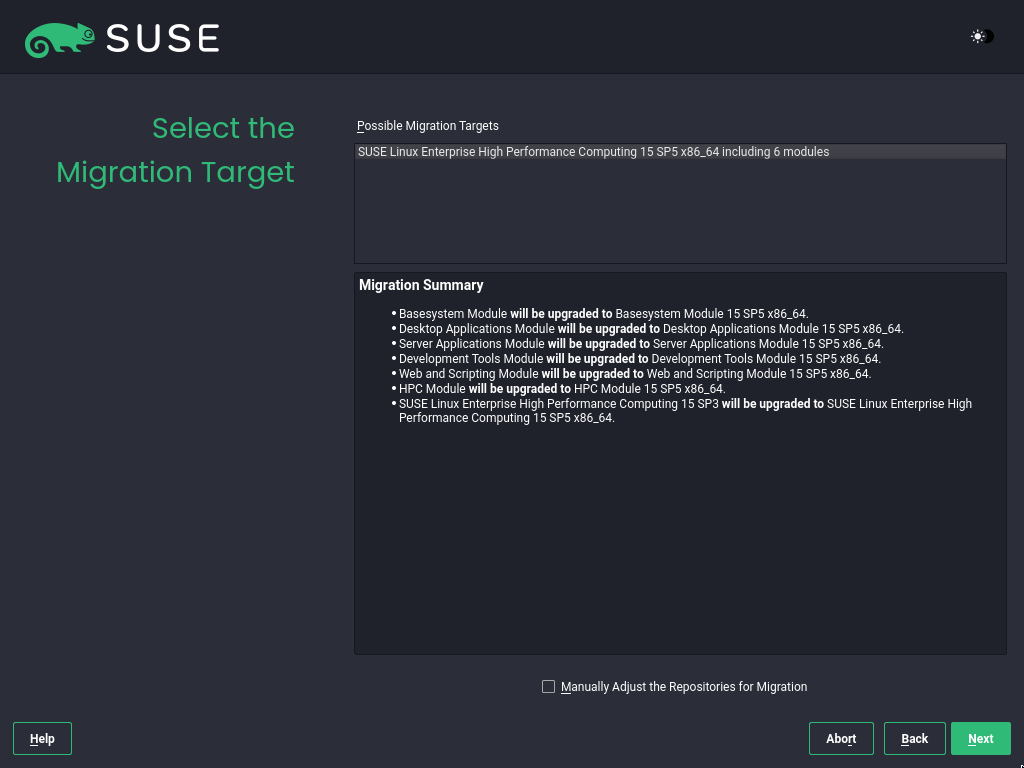 SUSE
Select the
Migration Target
Possible Migration Targets
SUSE Linux Enterprise High Performance Computing 15 SP5 x86_64 including 6 modules
Migration Summary
• Basesystem Module will be upgraded to Basesystem Module 15 SP5 x86_64.
• Desktop Applications Module will be upgraded to Desktop Applications Module 15 SP5 x86_64.
• Server Applications Module will be upgraded to Server Applications Module 15 SP5 x86_64.
• Development Tools Module will be upgraded to Development Tools Module 15 SP5 x86_64.
• Web and Scripting Module will be upgraded to Web and Scripting Module 15 SP5 x86_64.
• HPC Module will be upgraded to HPC Module 15 SP5 x86_64.
• SUSE Linux Enterprise High Performance Computing 15 SP3 will be upgraded to SUSE Linux Enterprise High
Performance Computing 15 SP5 x86_64.
Manually Adjust the Repositories for Migration
Help
Abort
Back
Next